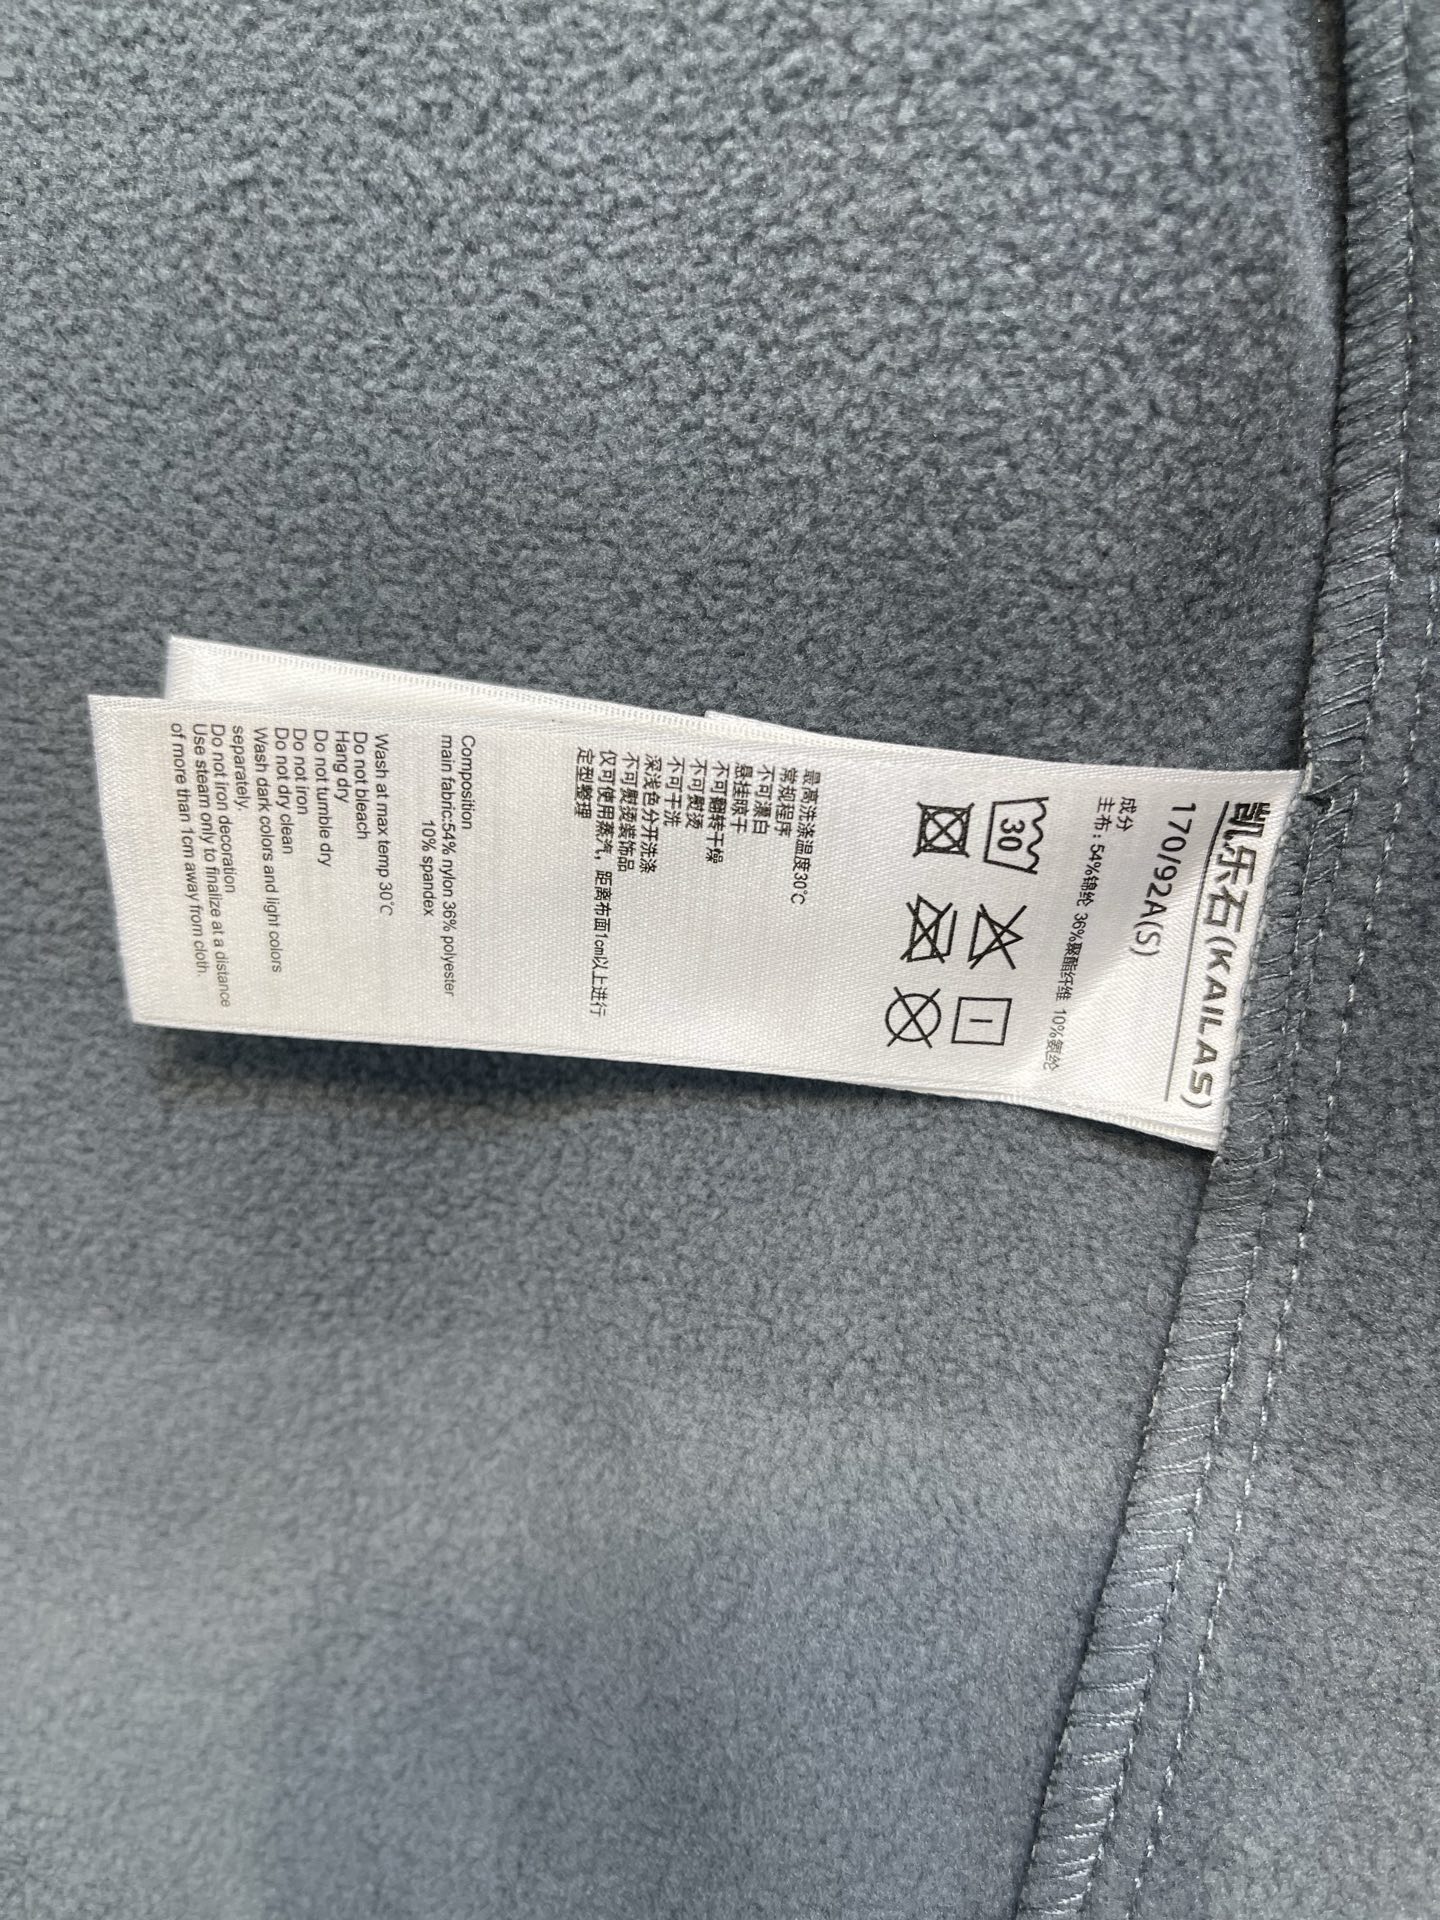 凯乐石(KAILAS)
170/92A(S)
成分
主布：54%锦纶 36%聚酯纤维 10%氨纶
30
最高洗涤温度30℃
常规程序
不可漂白
悬挂晾干
不可翻转干燥
不可熨烫
不可干洗
深浅色分开洗涤
不可熨烫装饰品
仅可使用蒸汽，距离布面1cm以上进行
定型整理
Composition
main fabric:54% nylon 36% polyester
10% spandex
Wash at max temp 30℃
Do not bleach
Hang dry
Do not tumble dry
Do not iron
Do not dry clean
Wash dark colors and light colors
separately.
Do not iron decoration
Use steam only to finalize at a distance
of more than 1cm away from cloth.